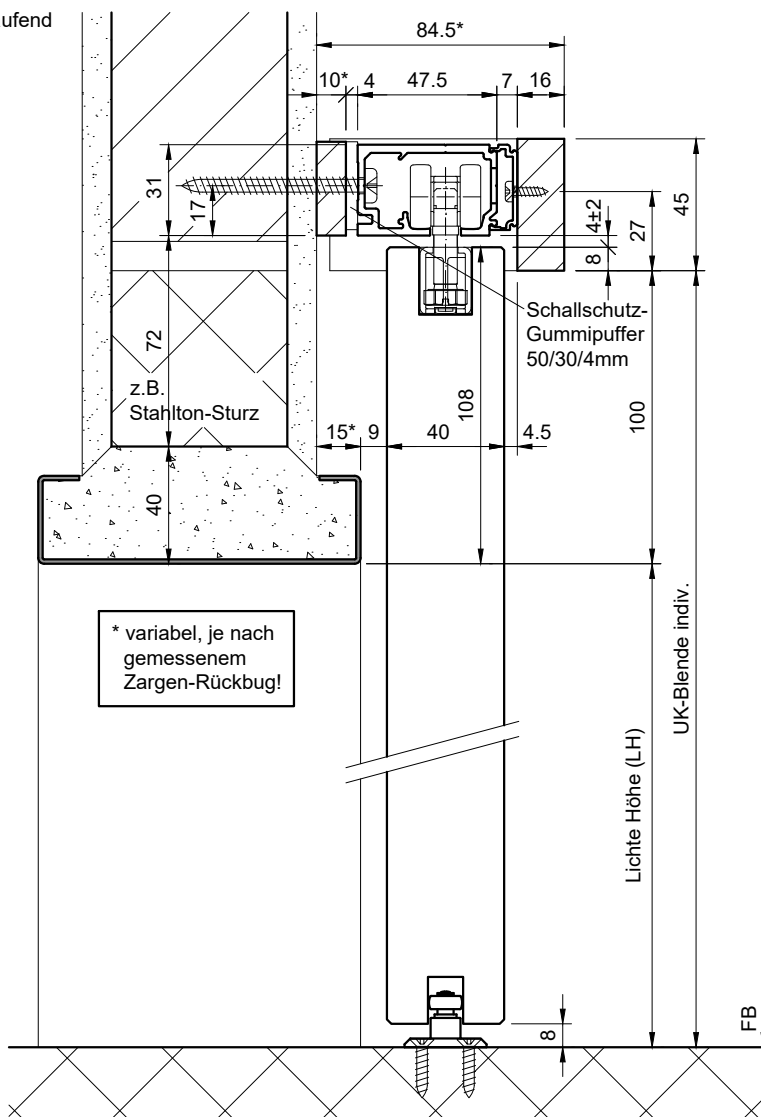 ufend
84.5*
10*
4
47.5
7
16
31
17
4±2
8
27
45
Schallschutz-
Gummipuffer
50/30/4mm
72
z.B.
Stahlton-Sturz
108
100
15*
9
40
4.5
40
* variabel, je nach
gemessenem
Zargen-Rückbug!
UK-Blende indiv.
Lichte Höhe (LH)
8
FB